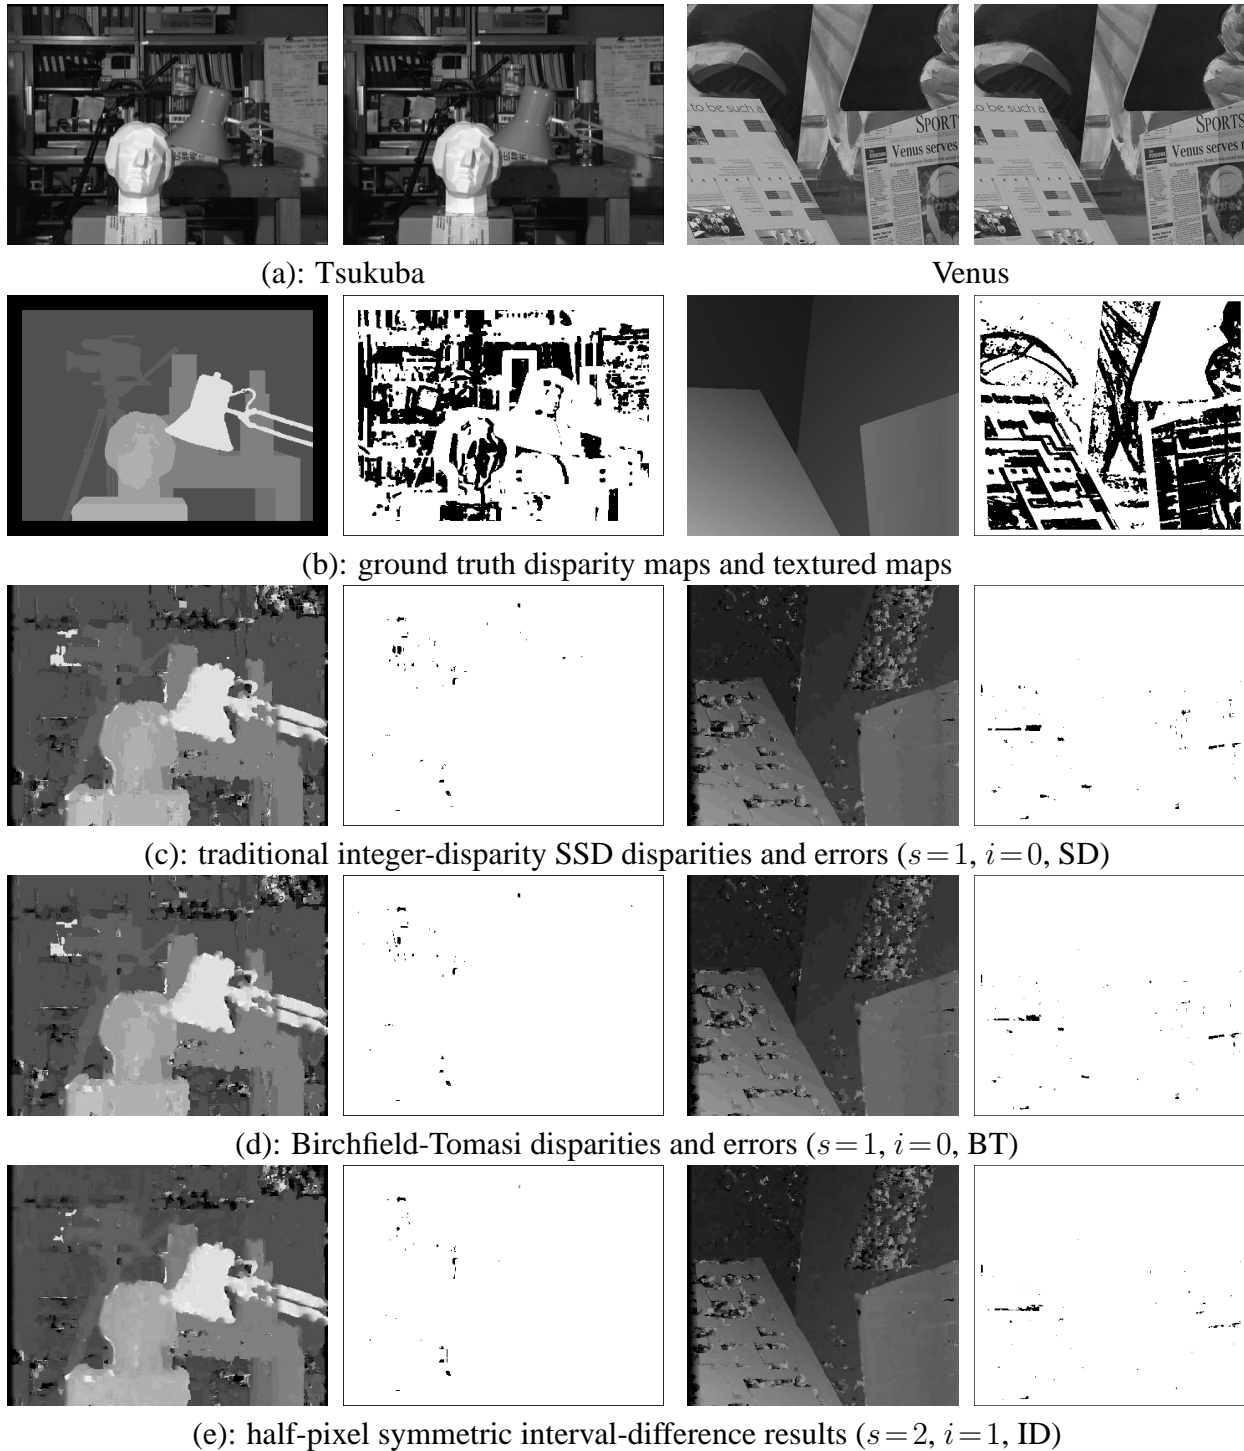 to be such a
SPORTS
Venus serves
o be such a
SPORTS
Venus serves
(a): Tsukuba
Venus
(b): ground truth disparity maps and textured maps
(c): traditional integer-disparity SSD disparities and errors (s=1, i=0, SD)
(d): Birchfield-Tomasi disparities and errors (s=1, i=0, BT)
(e): half-pixel symmetric interval-difference results (s=2, i=1, ID)